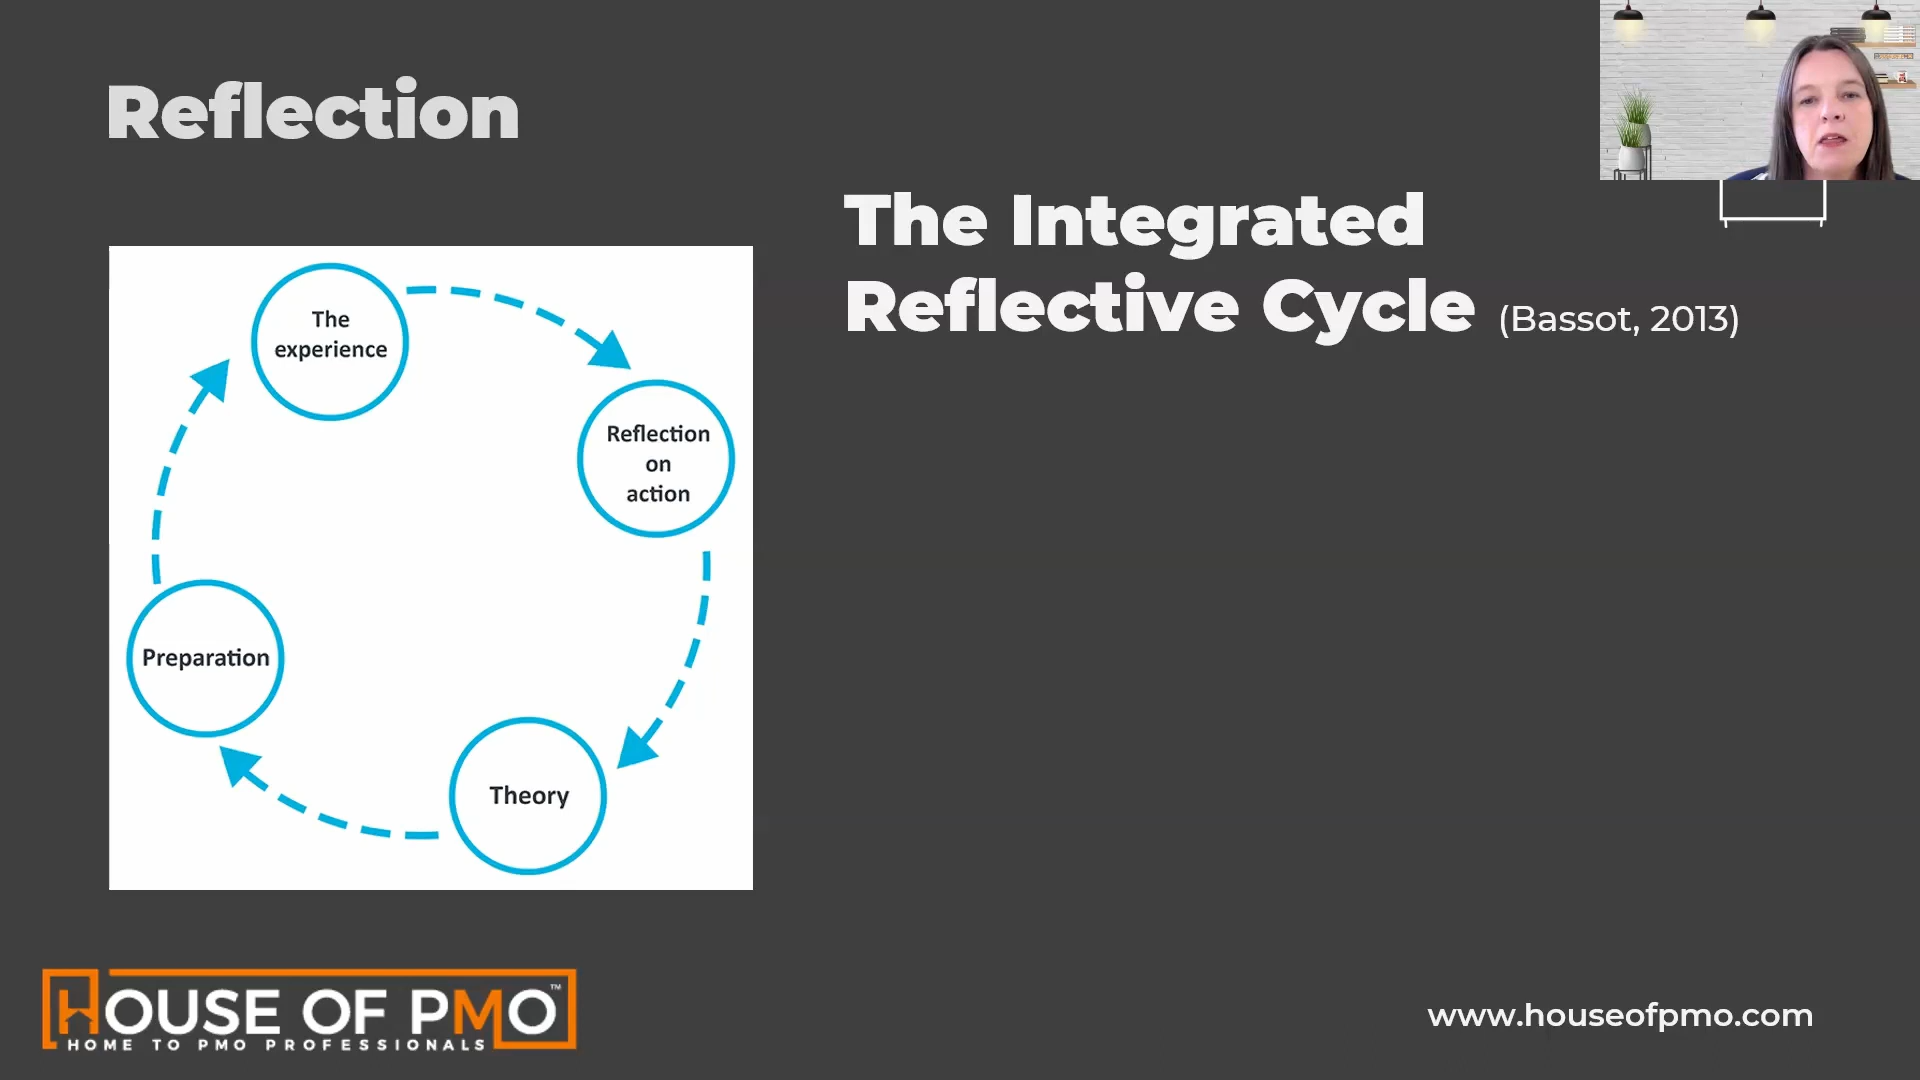 Reflection
The Integrated
Reflective Cycle (Bassot, 2013)
The
experience
Reflection
on
action
Theory
Preparation
HOUSE OF PMO™
HOME TO PMO PROFESSIONALS
www.houseofpmo.com